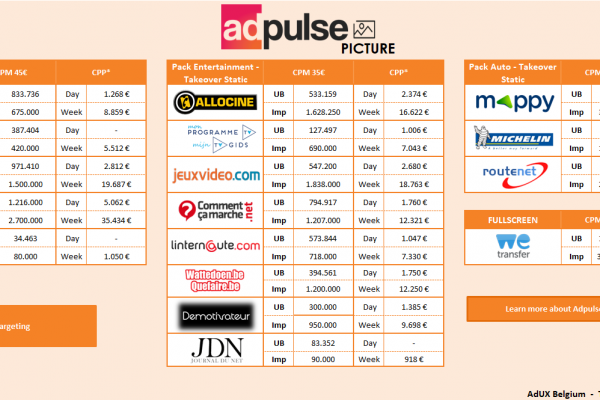 adpulse
PICTURE
CPM 45€ CPP*
833.736 Day 1.268 €
675.000 Week 8.859 €
387.404 Day -
420.000 Week 5.512 €
971.410 Day 2.812 €
1.500.000 Week 19.687 €
1.216.000 Day 5.062 €
2.700.000 Week 35.434 €
34.463 Day -
80.000 Week 1.050 €
targeting
Pack Entertainment - Takeover Static CPM 35€ CPP*
ALLOCINE UB 533.159 Day 2.374 €
Imp 1.628.250 Week 16.622 €
mon PROGRAMME TV mijn GIDS UB 127.497 Day 1.006 €
Imp 690.000 Week 7.043 €
jeuxvideo.com UB 547.200 Day 2.680 €
Imp 1.838.000 Week 18.763 €
Comment ça marche.net UB 794.917 Day 1.760 €
Imp 1.207.000 Week 12.321 €
linternaute.com UB 573.844 Day 1.047 €
Imp 718.000 Week 7.330 €
Wattedoen.be Quefaire.be UB 394.561 Day 1.750 €
Imp 1.200.000 Week 12.250 €
Demotivateur UB 300.000 Day 1.385 €
Imp 950.000 Week 9.698 €
JDN JOURNAL DU NET UB 83.352 Day -
Imp 90.000 Week 918 €
Pack Auto - Takeover Static CPM
mappy UB
Imp
MICHELIN UB
Imp
routenet UB
Imp
FULLSCREEN CPM
we transfer UB
Imp
Learn more about Adpulse
AdUX Belgium -